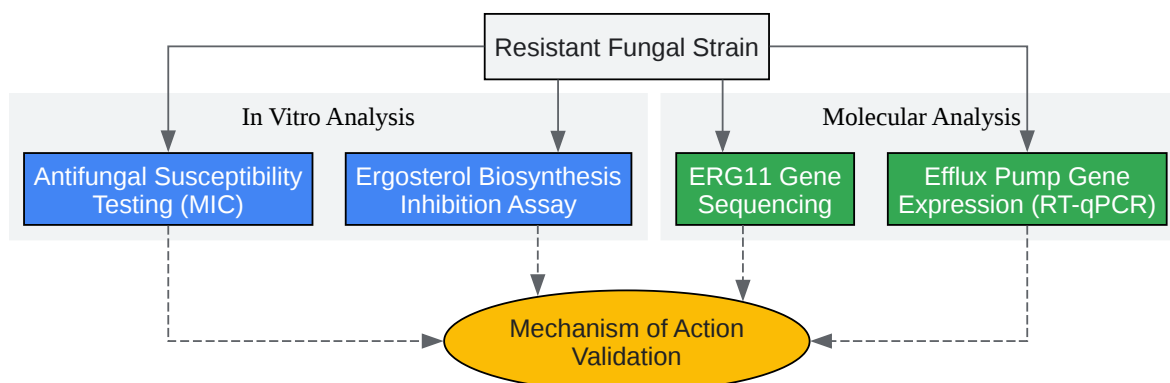 Resistant Fungal Strain
In Vitro Analysis
Molecular Analysis
Antifungal Susceptibility
Testing (MIC)
Ergosterol Biosynthesis
Inhibition Assay
ERG11 Gene
Sequencing
Efflux Pump Gene
Expression (RT-qPCR)
Mechanism of Action
Validation